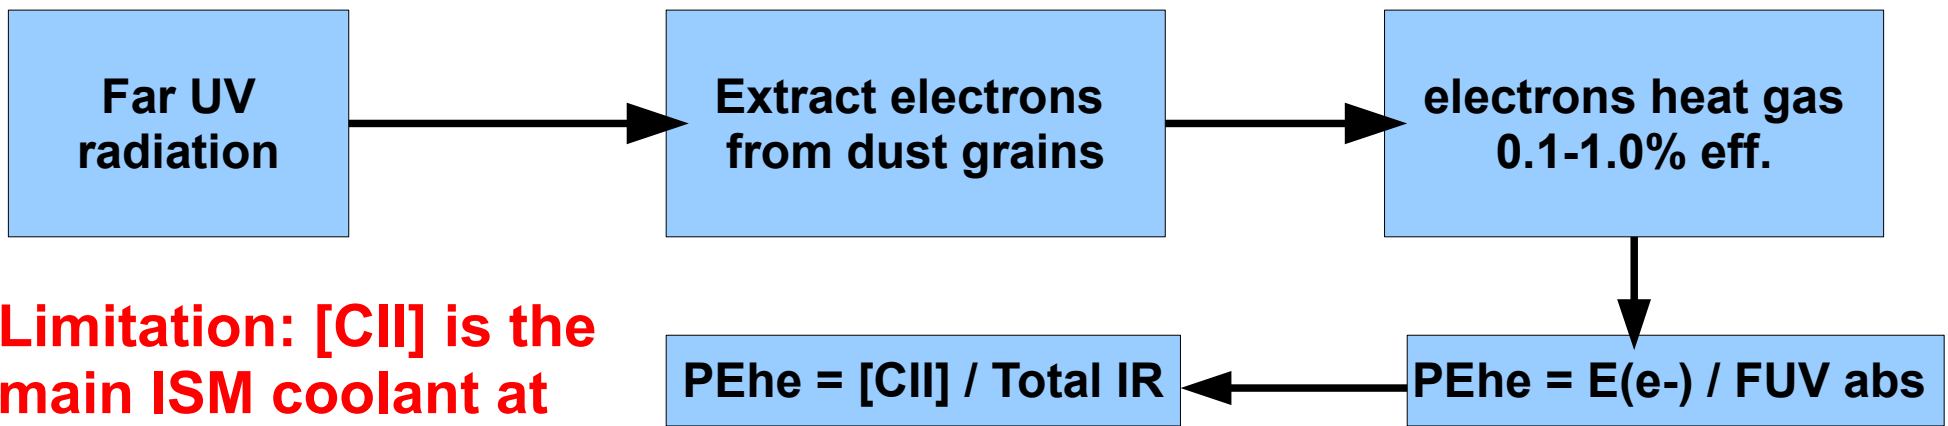 Far UV
radiation
Extract electrons
from dust grains
electrons heat gas
0.1-1.0% eff.
Limitation: [CII] is the
main ISM coolant at
PEhe = [CII] / Total IR
PEhe = E(e-) / FUV abs